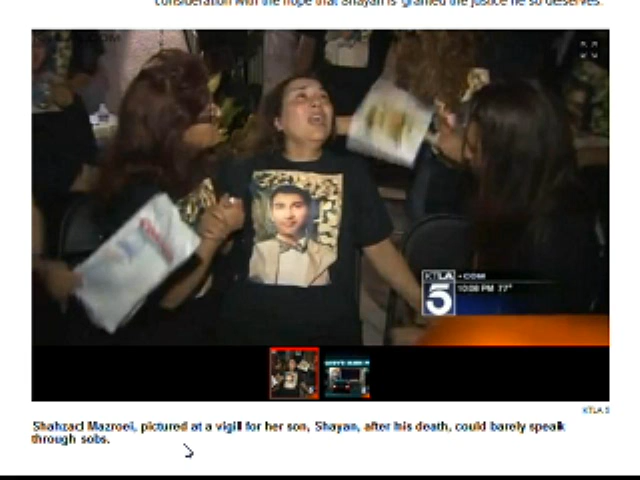 consideration with the hope that Shayan is granted the justice he so deserves.
KTLA .COM
5 10:08 PM 77°
KTLA 5
Shahzad Mazroei, pictured at a vigil for her son, Shayan, after his death, could barely speak
through sobs.